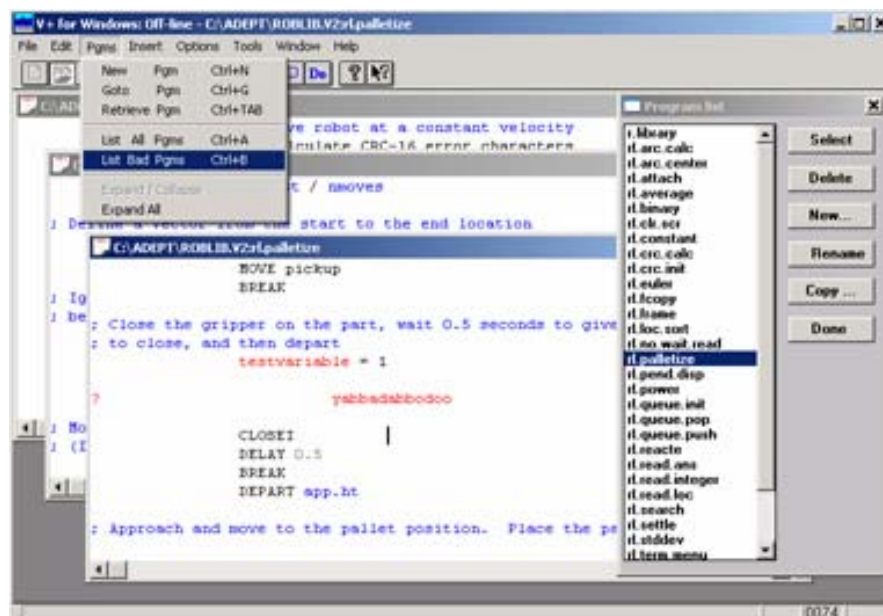 V+ for Windows: Off-line - C:\ADEPT\ROBLIB.V2:rl.palletize
File Edit Pgms Insert Options Tools Window Help
New Pgm Ctrl+N
Goto Pgm Ctrl+G
Retrieve Pgm Ctrl+TAB
List All Pgms Ctrl+A
List Bad Pgms Ctrl+B
Expand / Collapse
Expand All
Do
C:\AD
ve robot at a constant velocity
culate CRC-16 error characters
t / nmoves
; Define a vector from the start to the end location
; Ig
; be
; Mo
; (I
C:\ADEPT\ROBLIB.V2:rl.palletize
MOVE pickup
BREAK
; Close the gripper on the part, wait 0.5 seconds to give
; to close, and then depart
testvariable = 1
? yabbadabbodoo
CLOSEI
DELAY 0.5
BREAK
DEPART app.ht
; Approach and move to the pallet position. Place the pa
Program list
r.library
rl.arc.calc
rl.arc.center
rl.attach
rl.average
rl.binary
rl.clr.scr
rl.constant
rl.crc.calc
rl.crc.init
rl.euler
rl.fcopy
rl.frame
rl.loc.sort
rl.no.wait.read
rl.palletize
rl.pend.disp
rl.power
rl.queue.init
rl.queue.pop
rl.queue.push
rl.reacte
rl.read.ans
rl.read.integer
rl.read.loc
rl.search
rl.settle
rl.stddev
rl.term.menu
Select
Delete
New...
Rename
Copy ...
Done
0074